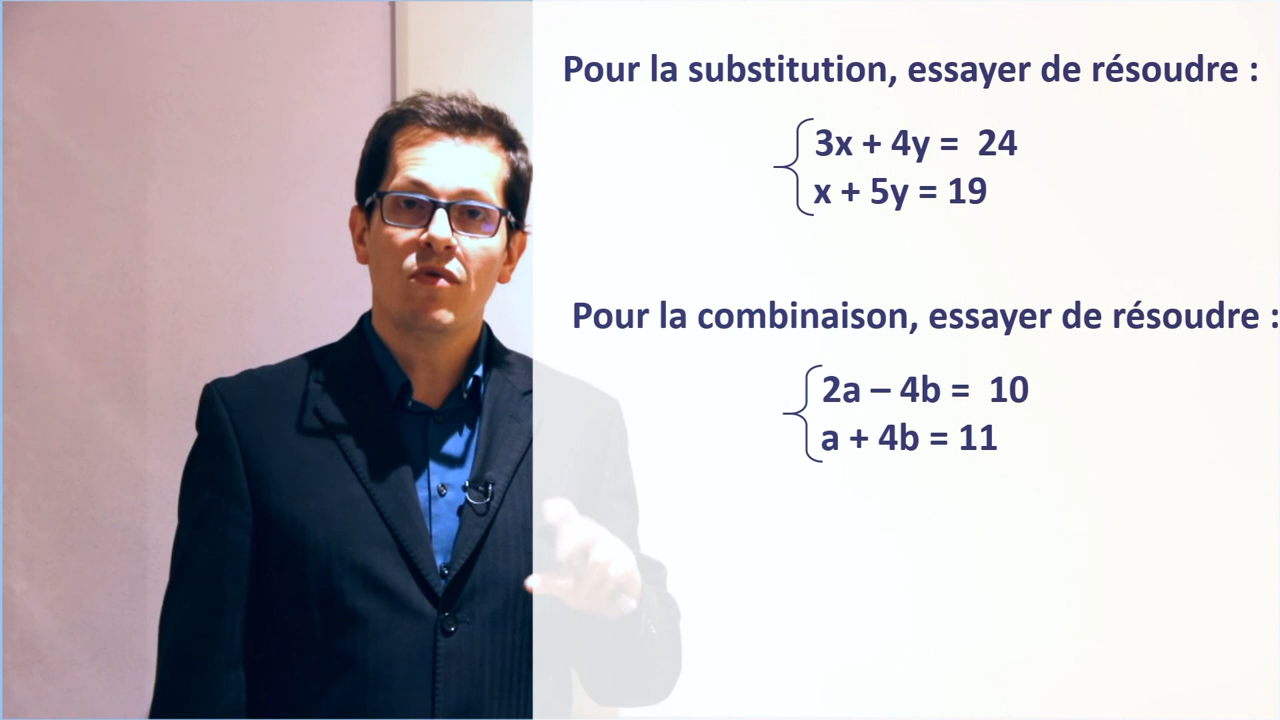 Pour la substitution, essayer de résoudre :
3x + 4y = 24
x + 5y = 19
Pour la combinaison, essayer de résoudre :
2a – 4b = 10
a + 4b = 11